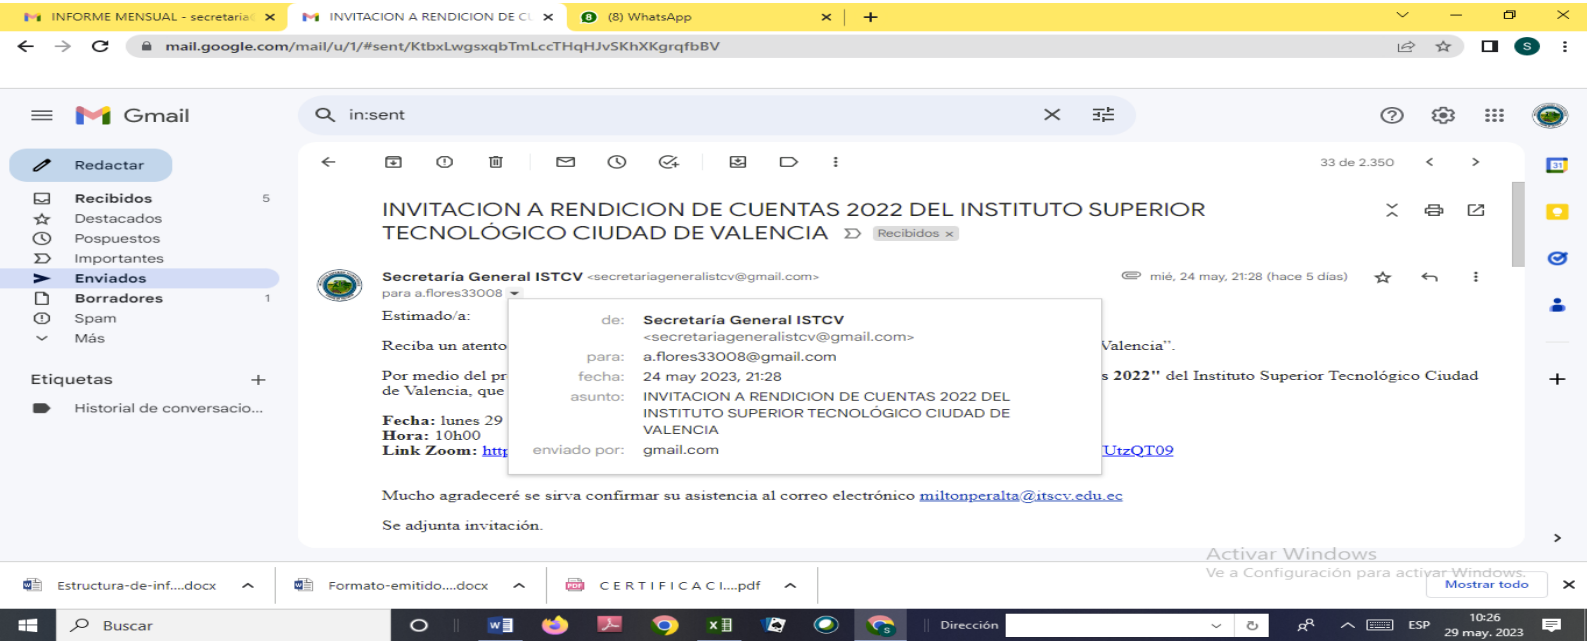 INFORME MENSUAL - secretaria
INVITACION A RENDICION DE CU
(8) WhatsApp
mail.google.com/mail/u/1/#sent/KtbxLwgsxqbTmLccTHqHJvSKhXKgrqfbBV
S
Gmail
in:sent
Redactar
33 de 2.350
31
Recibidos 5
Destacados
Pospuestos
Importantes
Enviados
Borradores 1
Spam
Más
Etiquetas
Historial de conversacio...
INVITACION A RENDICION DE CUENTAS 2022 DEL INSTITUTO SUPERIOR
TECNOLÓGICO CIUDAD DE VALENCIA Recibidos x
Secretaría General ISTCV <secretariageneralistcv@gmail.com> mié, 24 may, 21:28 (hace 5 días)
para a.flores33008
Estimado/a:
Reciba un atento Valencia”.
Por medio del pr s 2022" del Instituto Superior Tecnológico Ciudad
de Valencia, que
Fecha: lunes 29
Hora: 10h00
Link Zoom: http UtzQT09
de: Secretaría General ISTCV
<secretariageneralistcv@gmail.com>
para: a.flores33008@gmail.com
fecha: 24 may 2023, 21:28
asunto: INVITACION A RENDICION DE CUENTAS 2022 DEL
INSTITUTO SUPERIOR TECNOLÓGICO CIUDAD DE
VALENCIA
enviado por: gmail.com
Mucho agradeceré se sirva confirmar su asistencia al correo electrónico miltonperalta@itscv.edu.ec
Se adjunta invitación.
Activar Windows
Ve a Configuración para activar Windows.
Estructura-de-inf....docx
Formato-emitido....docx
C E R T I F I C A C I....pdf
Mostrar todo
Buscar
Dirección
ESP
10:26
29 may. 2023